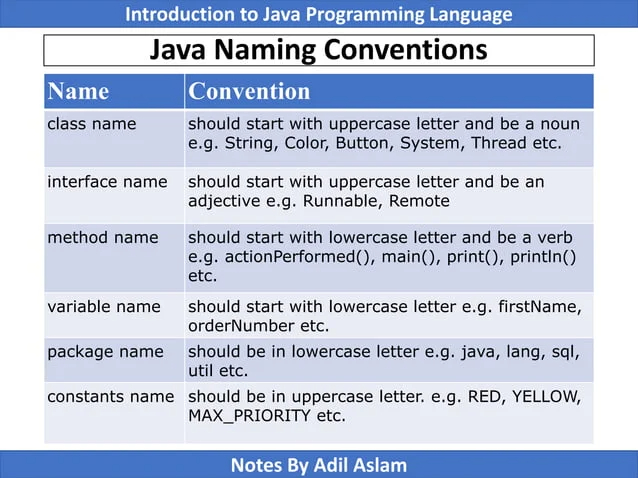 Introduction to Java Programming Language
Java Naming Conventions
Name Convention
class name should start with uppercase letter and be a noun
e.g. String, Color, Button, System, Thread etc.
interface name should start with uppercase letter and be an
adjective e.g. Runnable, Remote
method name should start with lowercase letter and be a verb
e.g. actionPerformed(), main(), print(), println()
etc.
variable name should start with lowercase letter e.g. firstName,
orderNumber etc.
package name should be in lowercase letter e.g. java, lang, sql,
util etc.
constants name should be in uppercase letter. e.g. RED, YELLOW,
MAX_PRIORITY etc.
Notes By Adil Aslam